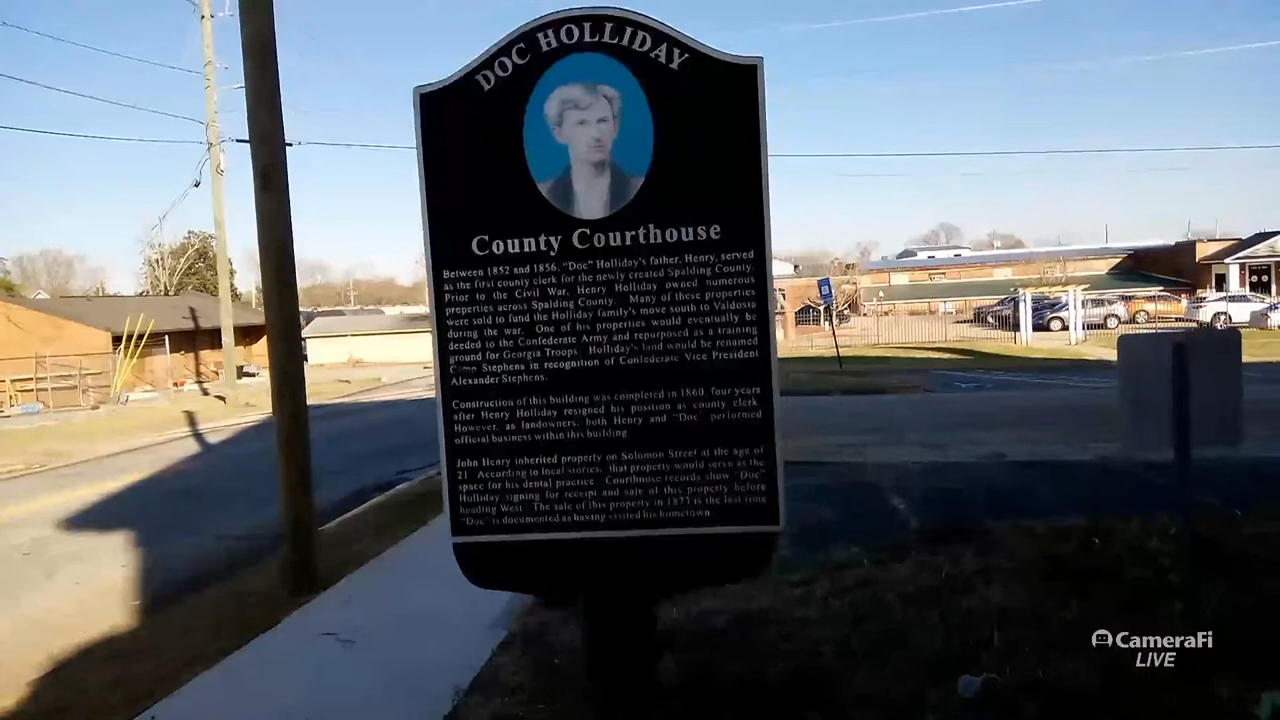 DOC HOLLIDAY
County Courthouse
Between 1852 and 1856, "Doc" Holliday's father, Henry, served
as the first county clerk for the newly created Spalding County.
Prior to the Civil War, Henry Holliday owned numerous
properties across Spalding County. Many of these properties
were sold to fund the Holliday family's move south to Valdosta
during the war. One of his properties would eventually be
deeded to the Confederate Army and repurposed as a training
ground for Georgia Troops. Holliday's land would be renamed
Camp Stephens in recognition of Confederate Vice President
Alexander Stephens.
Construction of this building was completed in 1860, four years
after Henry Holliday resigned his position as county clerk.
However, as landowners, both Henry and "Doc" performed
official business within this building.
John Henry inherited property on Solomon Street at the age of
21. According to local stories, that property would serve as the
space for his dental practice. Courthouse records show "Doc"
Holliday signing for receipt and sale of this property before
heading West. The sale of this property in 1873 is the last time
"Doc" is documented as having visited his hometown.
CameraFi
LIVE